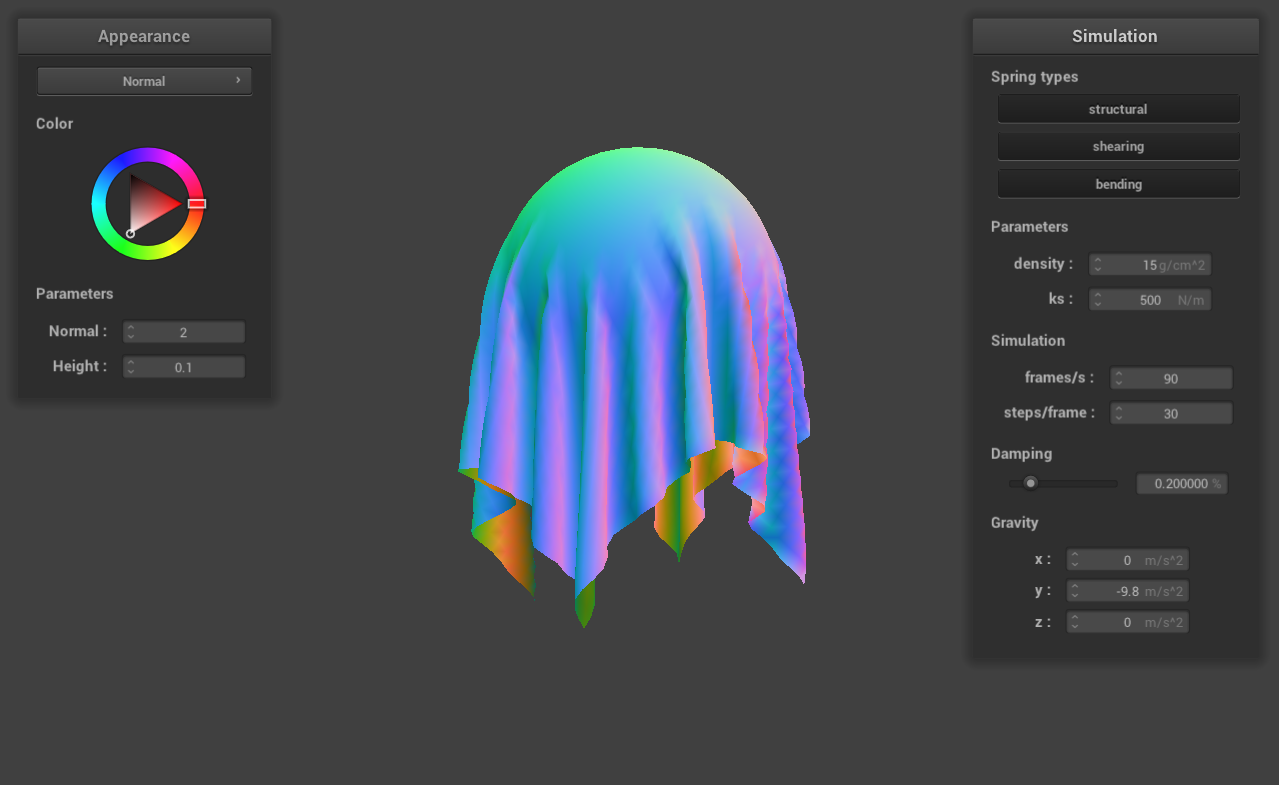 Appearance
Normal ›
Color
Parameters
Normal : 2
Height : 0.1
Simulation
Spring types
structural
shearing
bending
Parameters
density : 15 g/cm^2
ks : 500 N/m
Simulation
frames/s : 90
steps/frame : 30
Damping
0.200000 %
Gravity
x : 0 m/s^2
y : -9.8 m/s^2
z : 0 m/s^2